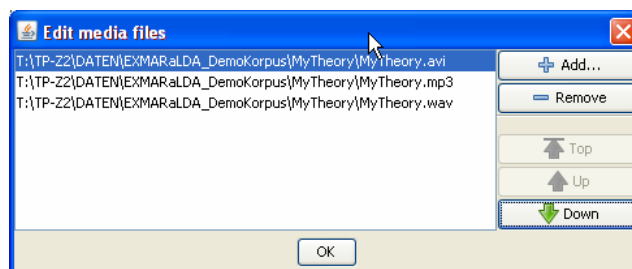 Edit media files
T:\TP-Z2\DATEN\EXMARaLDA_DemoKorpus\MyTheory\MyTheory.avi
T:\TP-Z2\DATEN\EXMARaLDA_DemoKorpus\MyTheory\MyTheory.mp3
T:\TP-Z2\DATEN\EXMARaLDA_DemoKorpus\MyTheory\MyTheory.wav
Add...
Remove
Top
Up
Down
OK